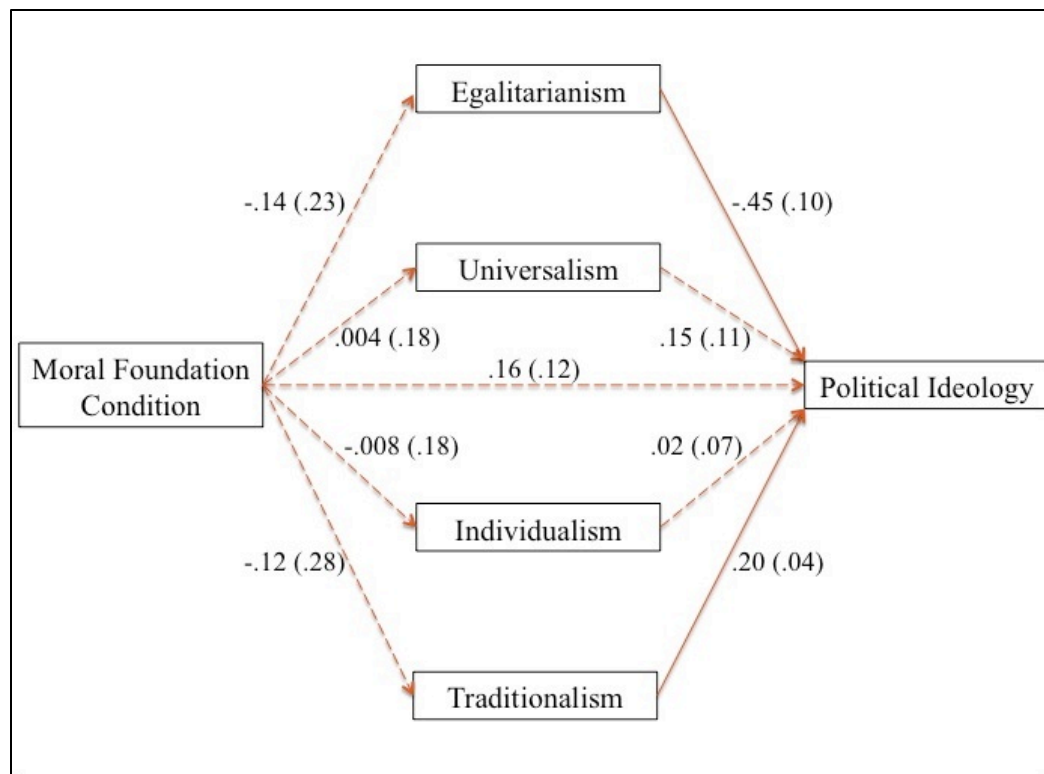 Egalitarianism
-.14 (.23)
-.45 (.10)
Universalism
.004 (.18)
.15 (.11)
Moral Foundation
Condition
.16 (.12)
Political Ideology
-.008 (.18)
.02 (.07)
Individualism
-.12 (.28)
.20 (.04)
Traditionalism